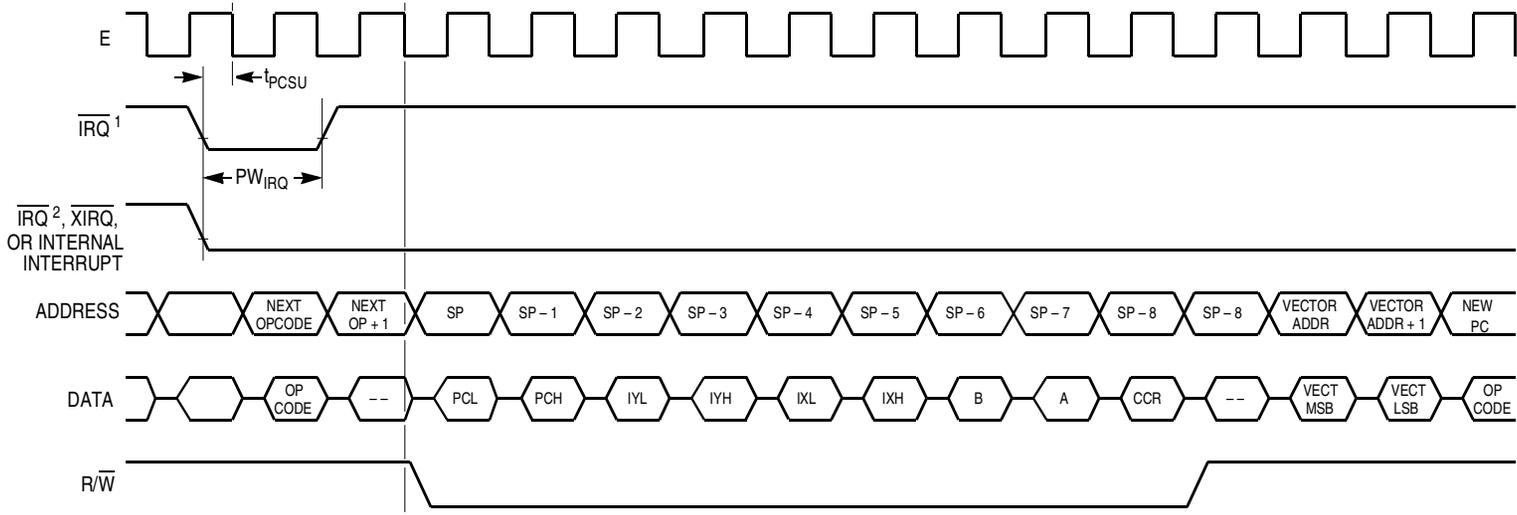 E
tPCSU
IRQ 1
PWIRQ
IRQ 2, XIRQ,
OR INTERNAL
INTERRUPT
ADDRESS
NEXT
OPCODE
NEXT
OP + 1
SP
SP – 1
SP – 2
SP – 3
SP – 4
SP – 5
SP – 6
SP – 7
SP – 8
SP – 8
VECTOR
ADDR
VECTOR
ADDR + 1
NEW
PC
DATA
OP
CODE
– –
PCL
PCH
IYL
IYH
IXL
IXH
B
A
CCR
– –
VECT
MSB
VECT
LSB
OP
CODE
R/W